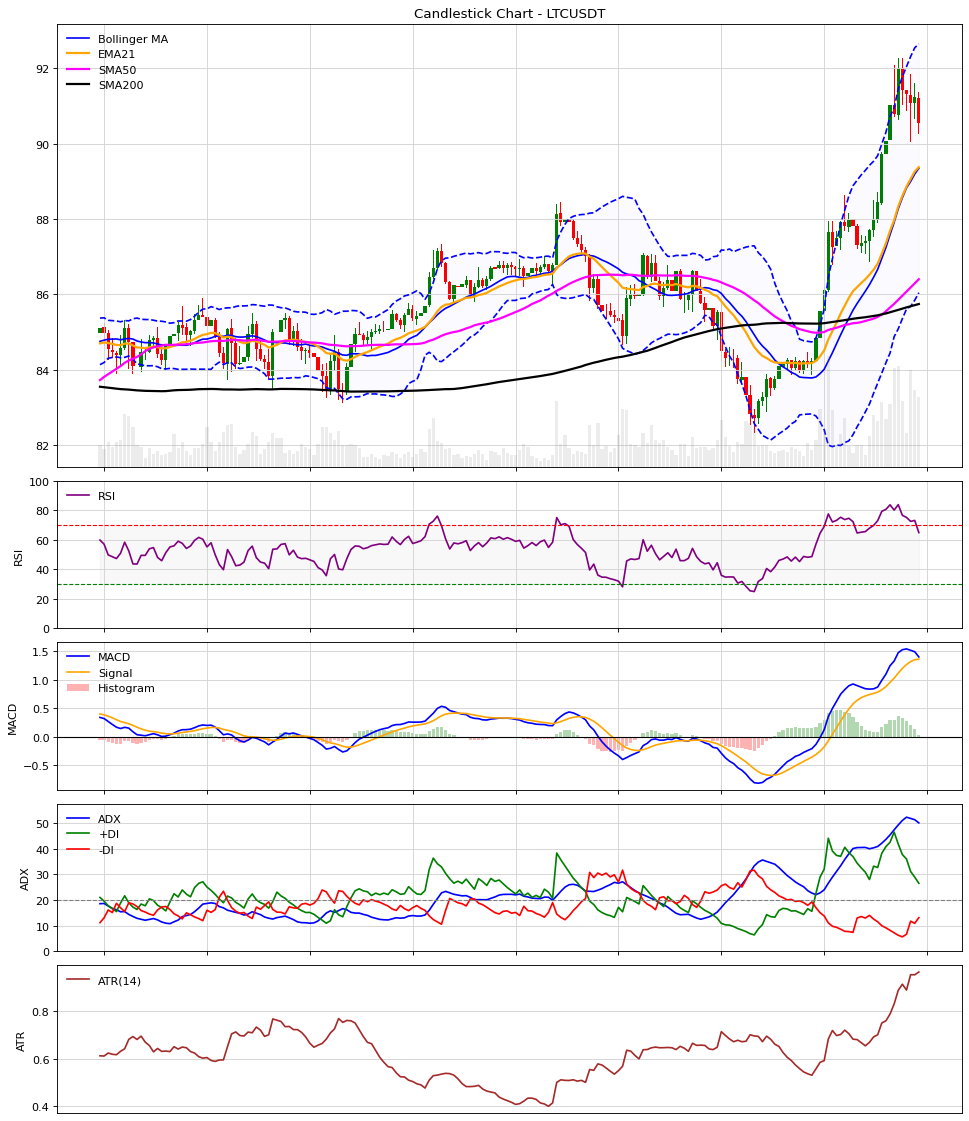 Candlestick Chart - LTCUSDT
Bollinger MA
EMA21
SMA50
SMA200
92
90
88
86
84
82
RSI
RSI
100
80
60
40
20
0
MACD
Signal
Histogram
MACD
1.5
1.0
0.5
0.0
−0.5
ADX
+DI
-DI
ADX
50
40
30
20
10
0
ATR(14)
ATR
0.8
0.6
0.4